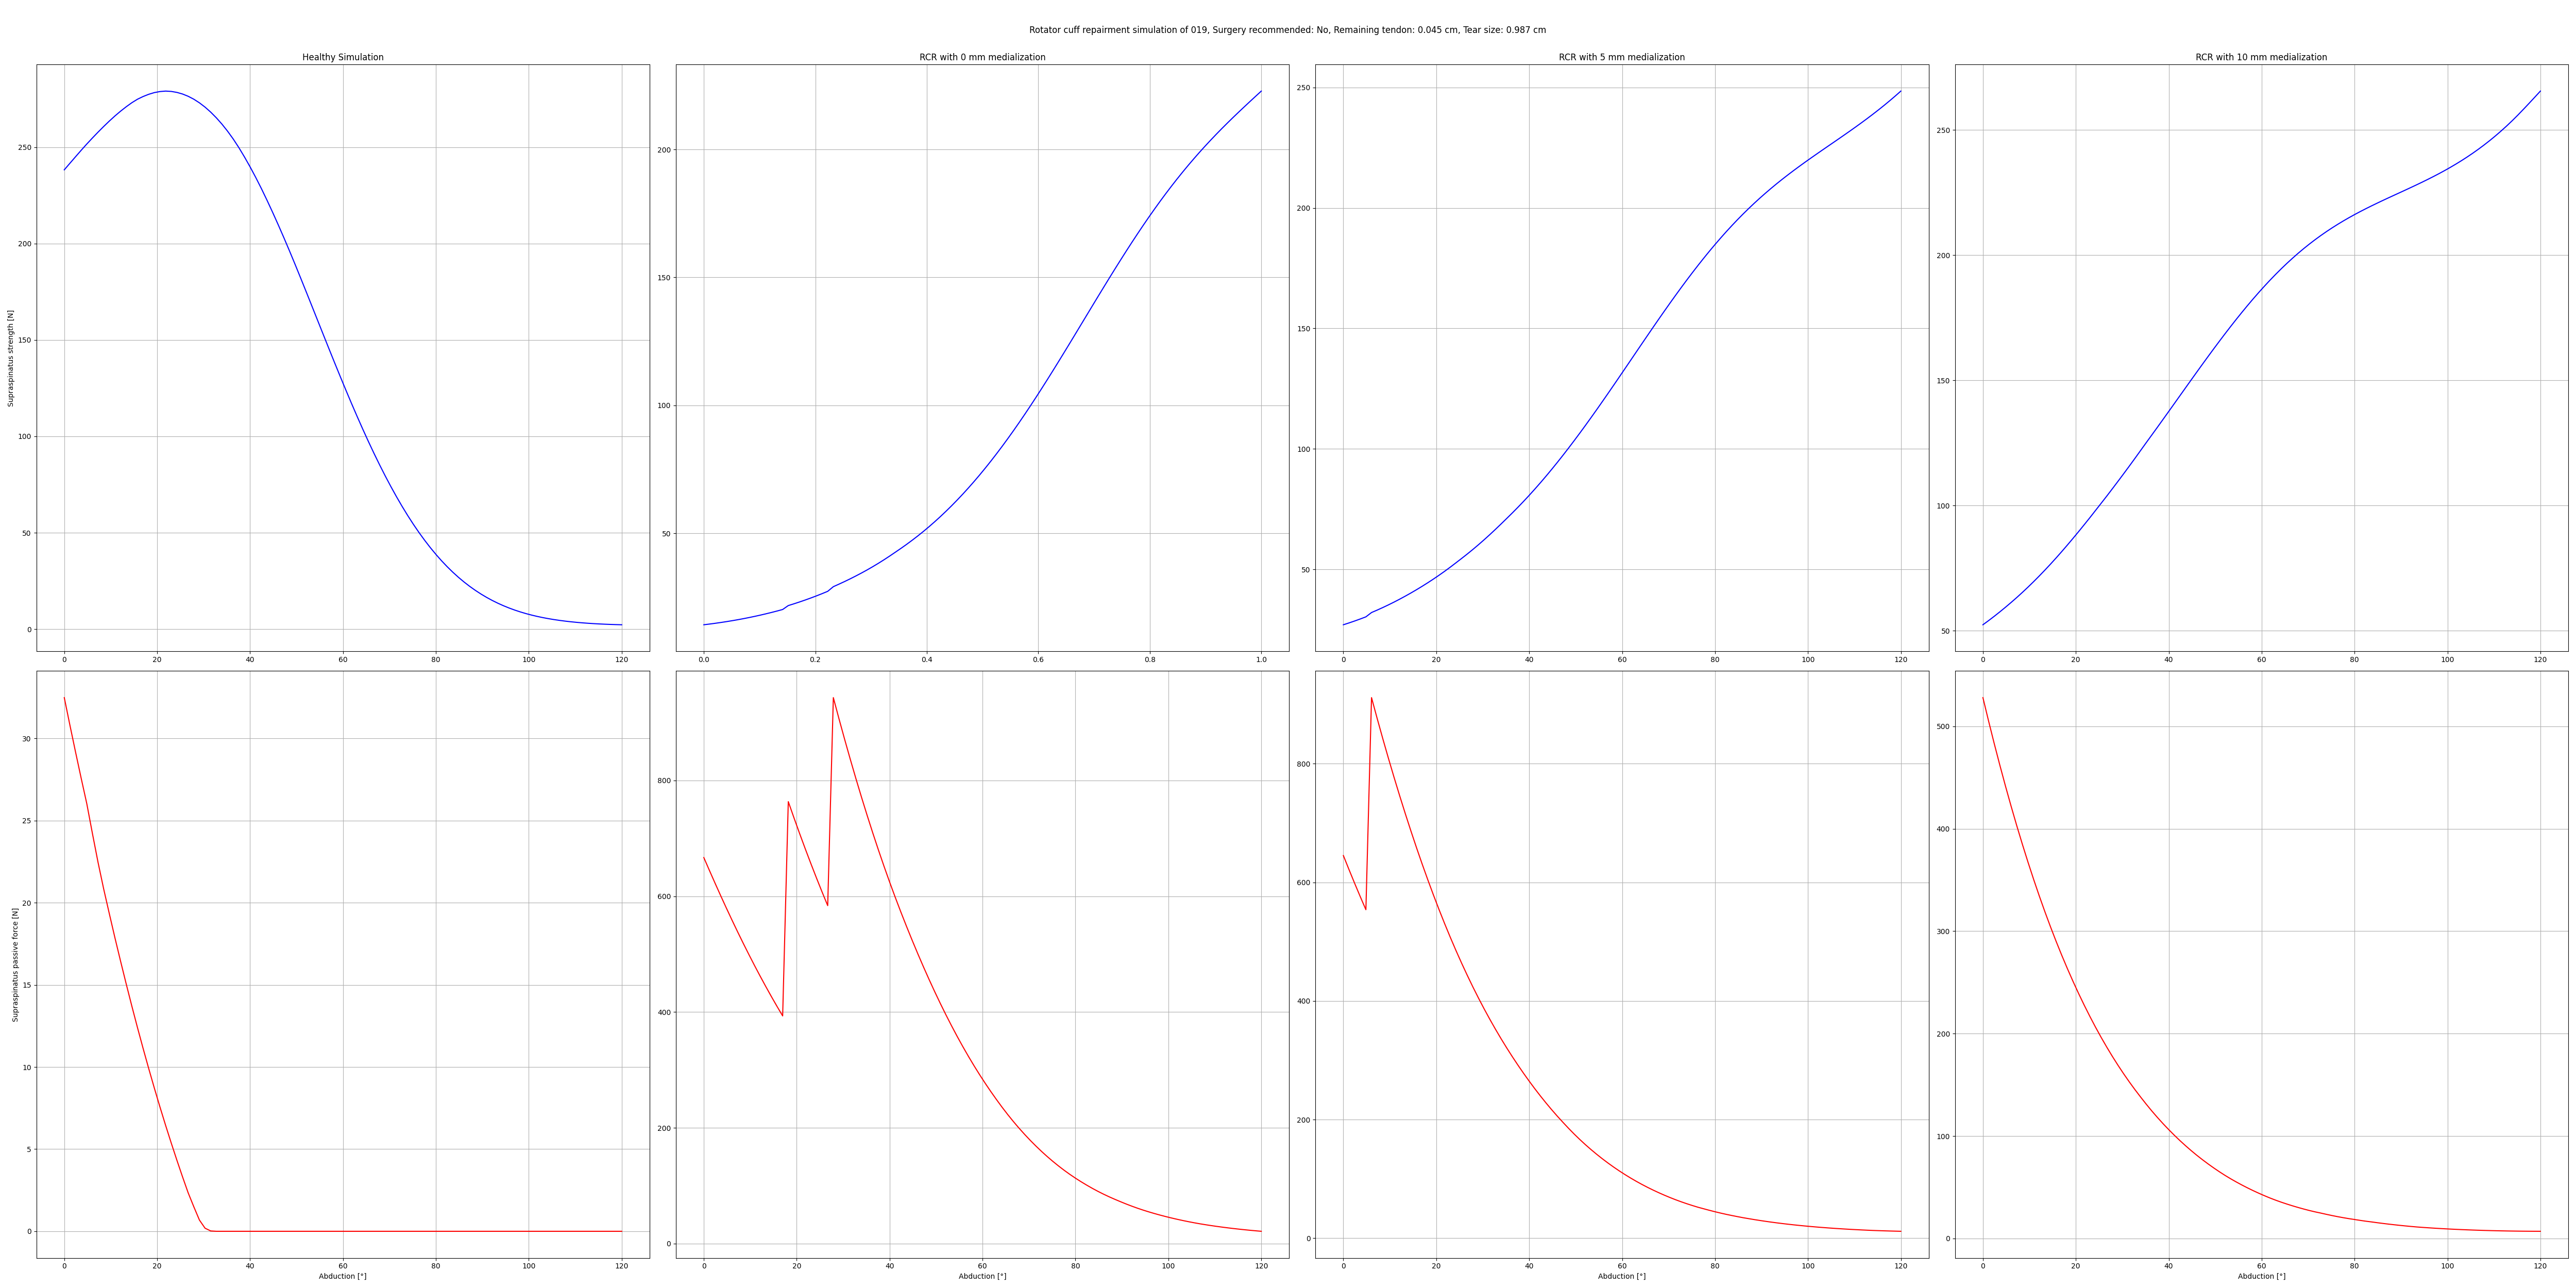 Rotator cuff repairment simulation of 019, Surgery recommended: No, Remaining tendon: 0.045 cm, Tear size: 0.987 cm
Healthy Simulation
RCR with 0 mm medialization
RCR with 5 mm medialization
RCR with 10 mm medialization
Supraspinatus strength [N]
250
200
150
100
50
0
0 20 40 60 80 100 120
200
150
100
50
0.0 0.2 0.4 0.6 0.8 1.0
250
200
150
100
50
0 20 40 60 80 100 120
250
200
150
100
50
0 20 40 60 80 100 120
Supraspinatus passive force [N]
30
25
20
15
10
5
0
0 20 40 60 80 100 120
Abduction [°]
800
600
400
200
0
0 20 40 60 80 100 120
Abduction [°]
800
600
400
200
0
0 20 40 60 80 100 120
Abduction [°]
500
400
300
200
100
0
0 20 40 60 80 100 120
Abduction [°]